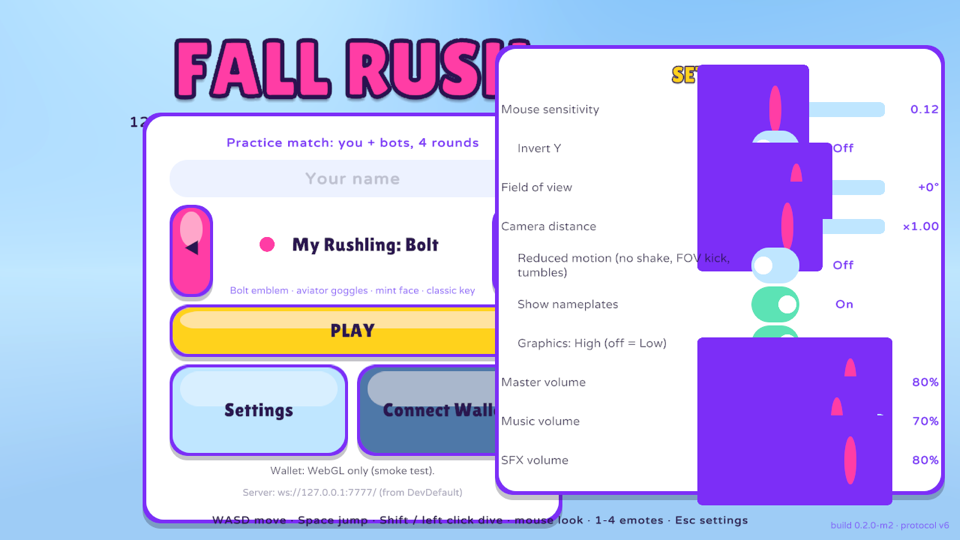 FALL RUSH
12
Practice match: you + bots, 4 rounds
Your name
◀
My Rushling: Bolt
Bolt emblem · aviator goggles · mint face · classic key
PLAY
Settings
Connect
Wallet: WebGL only (smoke test).
Server: ws://127.0.0.1:7777/ (from DevDefault)
WASD move · Space jump · Shift / left click dive · mouse look · 1-4 emotes · Esc settings
Mouse sensitivity
0.12
Invert Y
Off
Field of view
+0°
Camera distance
×1.00
Reduced motion (no shake, FOV kick,
tumbles)
Off
Show nameplates
On
Graphics: High (off = Low)
Master volume
80%
Music volume
70%
SFX volume
80%
build 0.2.0-m2 · protocol v6